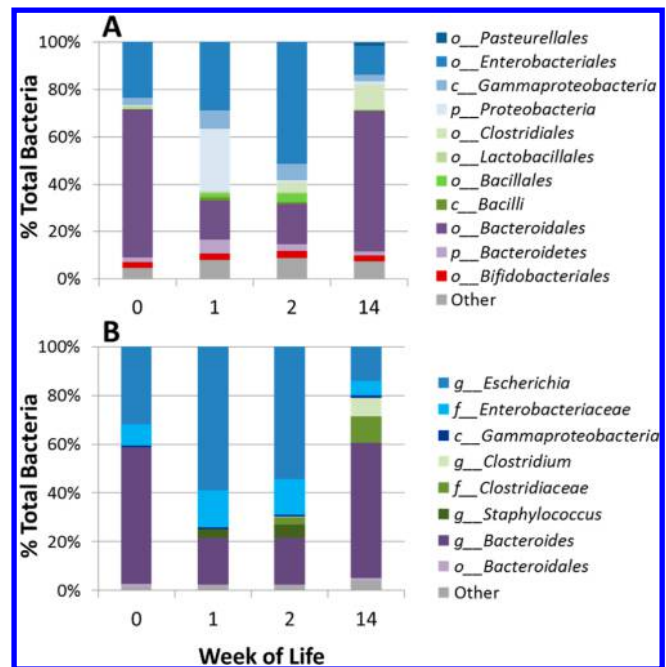 A
100%
80%
60%
40%
20%
0%
% Total Bacteria
0 1 2 14
o__Pasteurellales
o__Enterobacteriales
c__Gammaproteobacteria
p__Proteobacteria
o__Clostridiales
o__Lactobacillales
o__Bacillales
c__Bacilli
o__Bacteroidales
p__Bacteroidetes
o__Bifidobacteriales
Other
B
100%
80%
60%
40%
20%
0%
% Total Bacteria
0 1 2 14
Week of Life
g__Escherichia
f__Enterobacteriaceae
c__Gammaproteobacteria
g__Clostridium
f__Clostridiaceae
g__Staphylococcus
g__Bacteroides
o__Bacteroidales
Other